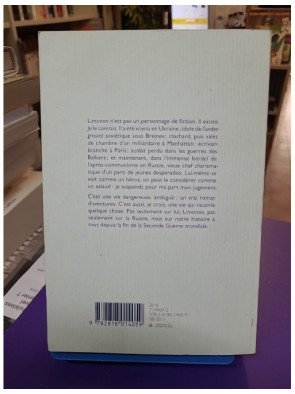 Limonov n'est pas un personnage de fiction. Il existe.
Je le connais. Il a été voyou en Ukraine ; idole de l'under-
ground soviétique sous Brejnev ; clochard, puis valet
de chambre d'un milliardaire à Manhattan ; écrivain
branché à Paris ; soldat perdu dans les guerres des
Balkans ; et maintenant, dans l'immense bordel de
l'après-communisme en Russie, vieux chef charisma-
tique d'un parti de jeunes desperados. Lui-même se
voit comme un héros, on peut le considérer comme
un salaud : je suspends pour ma part mon jugement.
C'est une vie dangereuse, ambiguë : un vrai roman
d'aventures. C'est aussi, je crois, une vie qui raconte
quelque chose. Pas seulement sur lui, Limonov, pas
seulement sur la Russie, mais sur notre histoire à
tous depuis la fin de la Seconde Guerre mondiale.
9 782818 014059